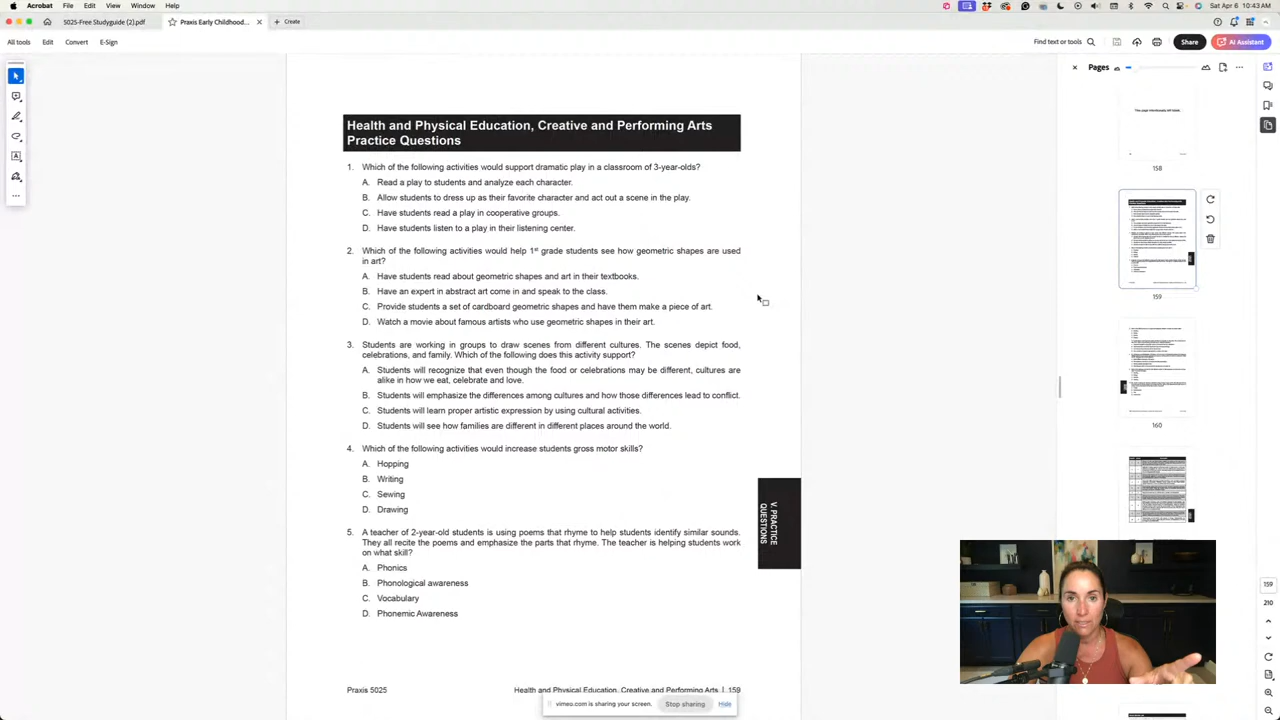 Acrobat File Edit View Window Help
Sat Apr 6 10:43 AM
5025-Free Studyguide (2).pdf
Praxis Early Childhood...
Create
All tools Edit Convert E-Sign
Find text or tools
Share
AI Assistant
Pages
Health and Physical Education, Creative and Performing Arts
Practice Questions
1. Which of the following activities would support dramatic play in a classroom of 3-year-olds?
A. Read a play to students and analyze each character.
B. Allow students to dress up as their favorite character and act out a scene in the play.
C. Have students read a play in cooperative groups.
D. Have students listen to a play in their listening center.
2. Which of the following would help 1st grade students see how geometric shapes are used
in art?
A. Have students read about geometric shapes and art in their textbooks.
B. Have an expert in abstract art come in and speak to the class.
C. Provide students a set of cardboard geometric shapes and have them make a piece of art.
D. Watch a movie about famous artists who use geometric shapes in their art.
3. Students are working in groups to draw scenes from different cultures. The scenes depict food,
celebrations, and family. Which of the following does this activity support?
A. Students will recognize that even though the food or celebrations may be different, cultures are
alike in how we eat, celebrate and love.
B. Students will emphasize the differences among cultures and how those differences lead to conflict.
C. Students will learn proper artistic expression by using cultural activities.
D. Students will see how families are different in different places around the world.
4. Which of the following activities would increase students gross motor skills?
A. Hopping
B. Writing
C. Sewing
D. Drawing
5. A teacher of 2-year-old students is using poems that rhyme to help students identify similar sounds.
They all recite the poems and emphasize the parts that rhyme. The teacher is helping students work
on what skill?
A. Phonics
B. Phonological awareness
C. Vocabulary
D. Phonemic Awareness
V. PRACTICE
QUESTIONS
Praxis 5025
Health and Physical Education, Creative and Performing Arts | 159
vimeo.com is sharing your screen.
Stop sharing
Hide
This page intentionally left blank.
158
159
160
159
210